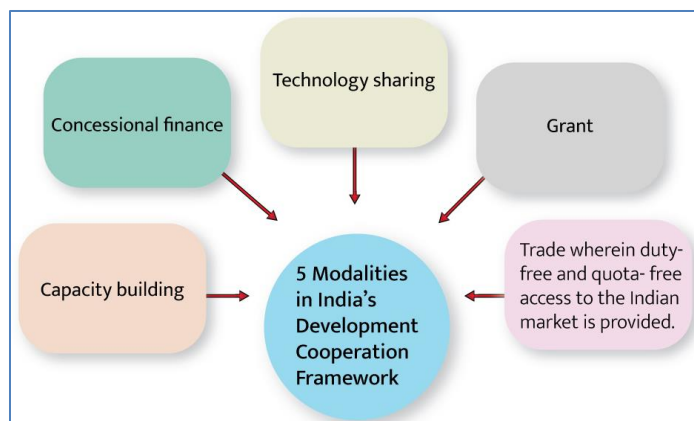 Technology sharing
Concessional finance
Grant
Capacity building
5 Modalities
in India's
Development
Cooperation
Framework
Trade wherein duty-
free and quota- free
access to the Indian
market is provided.